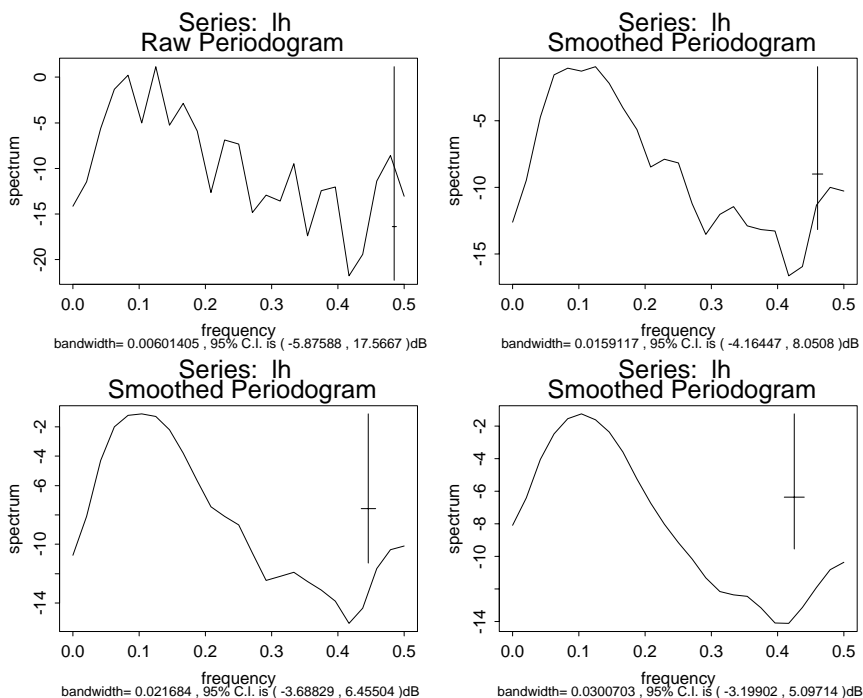 Series: lh
Raw Periodogram
spectrum
0
-5
-10
-15
-20
0.0 0.1 0.2 0.3 0.4 0.5
frequency
bandwidth= 0.00601405 , 95% C.I. is ( -5.87588 , 17.5667 )dB
Series: lh
Smoothed Periodogram
spectrum
-5
-10
-15
0.0 0.1 0.2 0.3 0.4 0.5
frequency
bandwidth= 0.0159117 , 95% C.I. is ( -4.16447 , 8.0508 )dB
Series: lh
Smoothed Periodogram
spectrum
-2
-6
-10
-14
0.0 0.1 0.2 0.3 0.4 0.5
frequency
bandwidth= 0.021684 , 95% C.I. is ( -3.68829 , 6.45504 )dB
Series: lh
Smoothed Periodogram
spectrum
-2
-4
-6
-8
-10
-14
0.0 0.1 0.2 0.3 0.4 0.5
frequency
bandwidth= 0.0300703 , 95% C.I. is ( -3.19902 , 5.09714 )dB